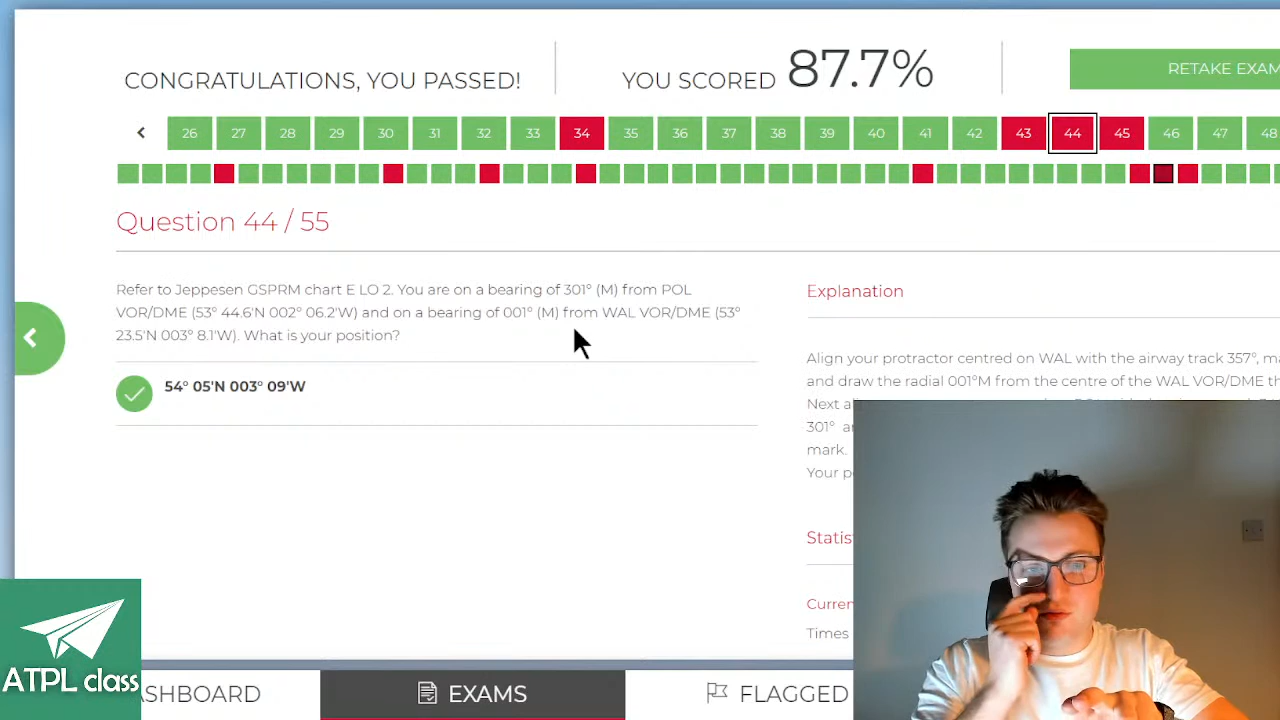 CONGRATULATIONS, YOU PASSED!
YOU SCORED 87.7%
RETAKE EXAM
26 27 28 29 30 31 32 33 34 35 36 37 38 39 40 41 42 43 44 45 46 47 48
Question 44 / 55
Refer to Jeppesen GSPRM chart E LO 2. You are on a bearing of 301° (M) from POL
VOR/DME (53° 44.6'N 002° 06.2'W) and on a bearing of 001° (M) from WAL VOR/DME (53°
23.5'N 003° 8.1'W). What is your position?
54° 05'N 003° 09'W
Explanation
Align your protractor centred on WAL with the airway track 357°,
and draw the radial 001°M from the centre of the WAL VOR/DME
Next
301°
mark.
Your
Times
EXAMS
FLAGGED
ATPL class